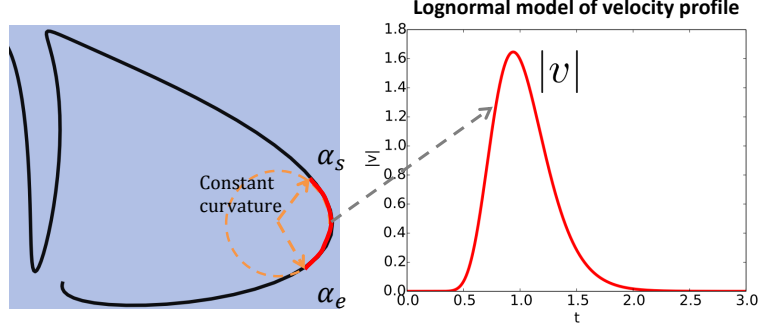 Lognormal model of velocity profile
α_s
Constant
curvature
α_e
|v|
|v|
1.8
1.6
1.4
1.2
1.0
0.8
0.6
0.4
0.2
0.0
0.0 0.5 1.0 1.5 2.0 2.5 3.0
t